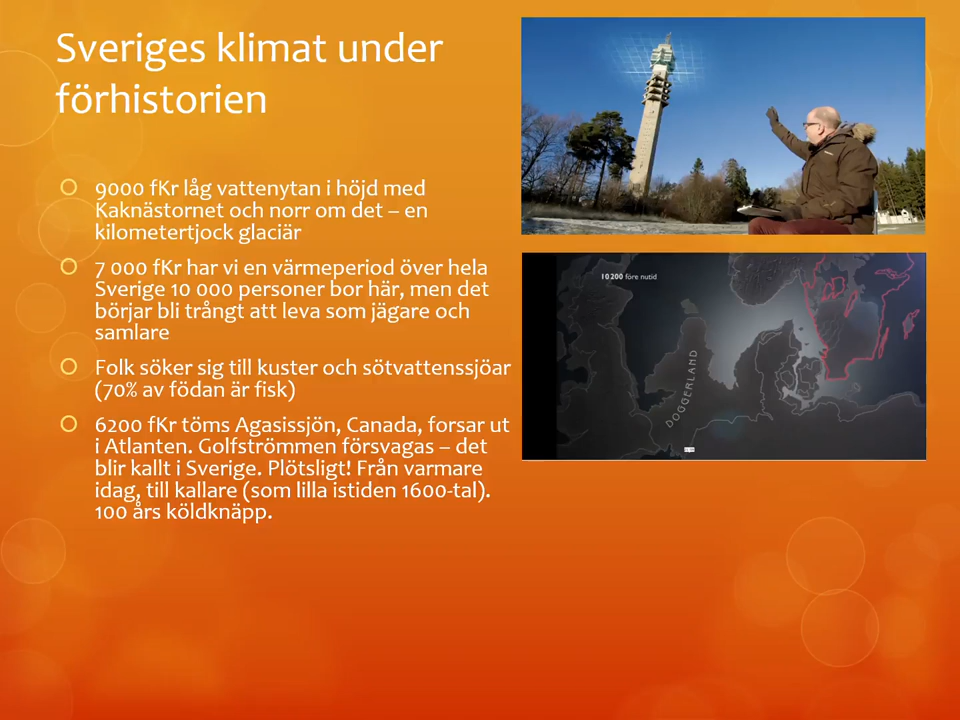 Sveriges klimat under
förhistorien
9000 fKr låg vattenytan i höjd med
Kaknästornet och norr om det – en
kilometertjock glaciär
7 000 fKr har vi en värmeperiod över hela
Sverige 10 000 personer bor här, men det
börjar bli trångt att leva som jägare och
samlare
Folk söker sig till kuster och sötvattenssjöar
(70% av födan är fisk)
6200 fKr töms Agasissjön, Canada, forsar ut
i Atlanten. Golfströmmen försvagas – det
blir kallt i Sverige. Plötsligt! Från varmare
idag, till kallare (som lilla istiden 1600-tal).
100 års köldknäpp.
10 200 före nutid
DOGGERLAND